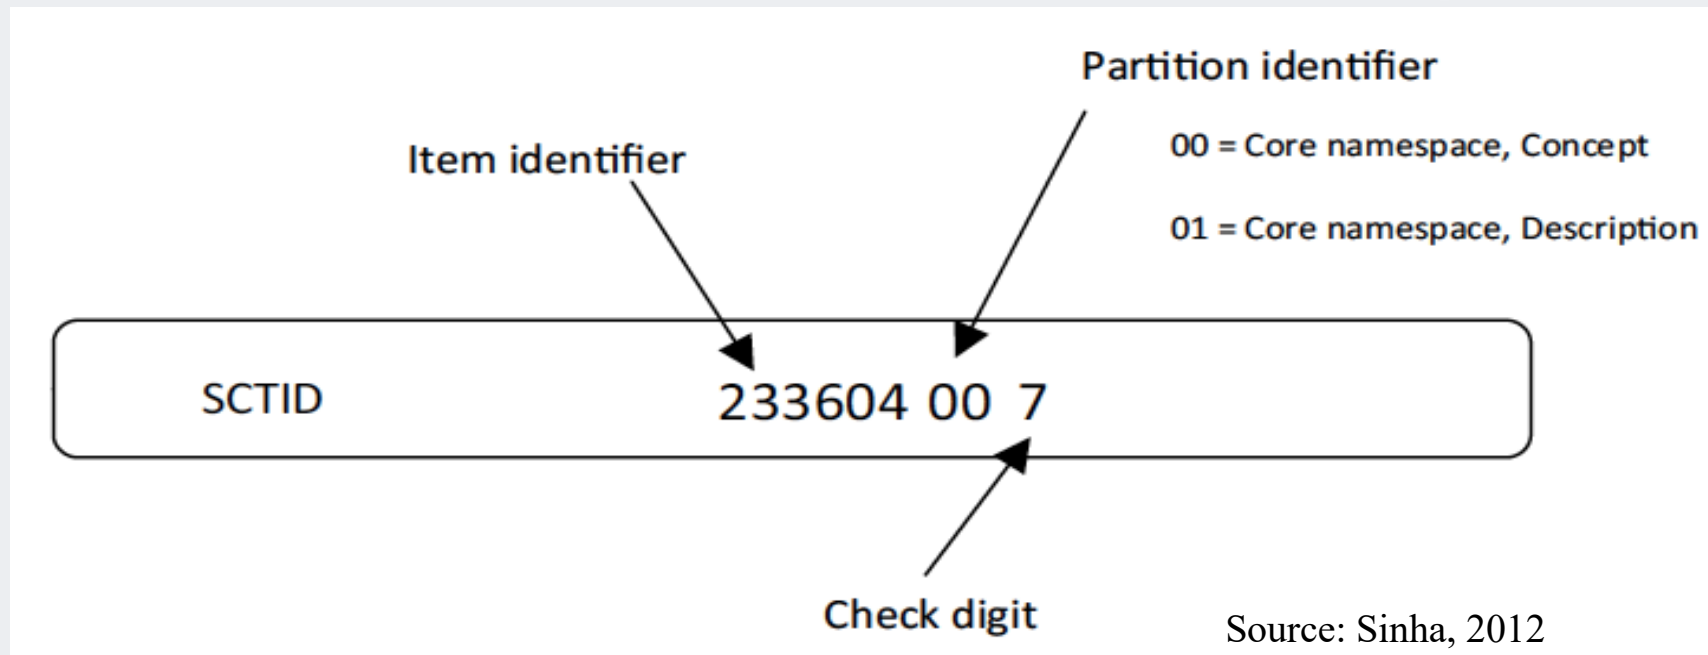 Partition identifier
Item identifier
00 = Core namespace, Concept
01 = Core namespace, Description
SCTID 233604 00 7
Check digit
Source: Sinha, 2012